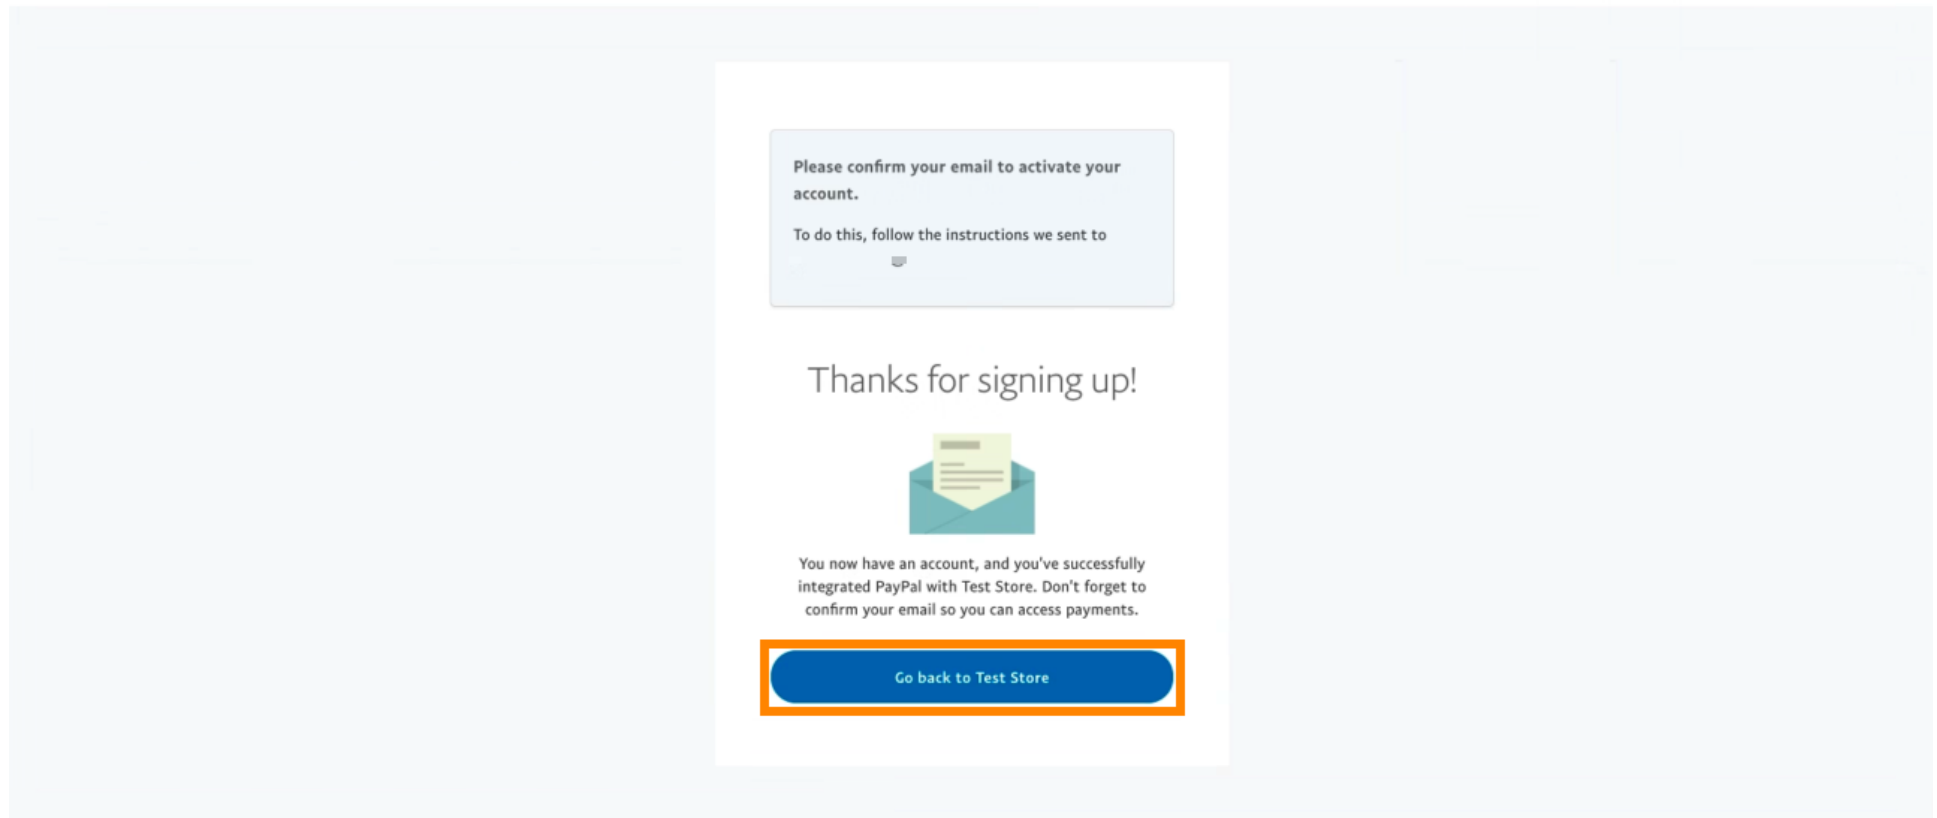 Please confirm your email to activate your
account.
To do this, follow the instructions we sent to
Thanks for signing up!
You now have an account, and you've successfully
integrated PayPal with Test Store. Don't forget to
confirm your email so you can access payments.
Go back to Test Store